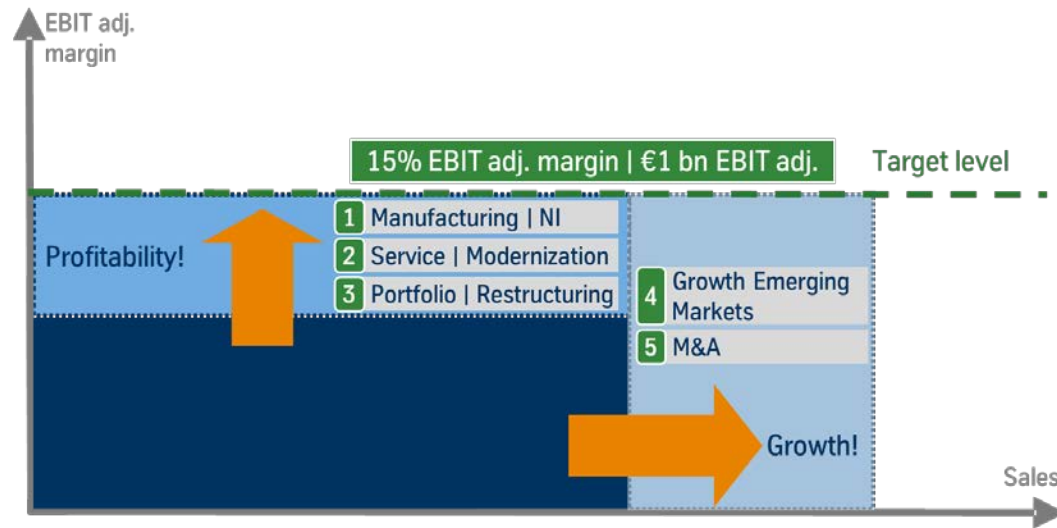 EBIT adj.
margin
15% EBIT adj. margin | €1 bn EBIT adj.
Target level
Profitability!
1 Manufacturing | NI
2 Service | Modernization
3 Portfolio | Restructuring
4 Growth Emerging
Markets
5 M&A
Growth!
Sales